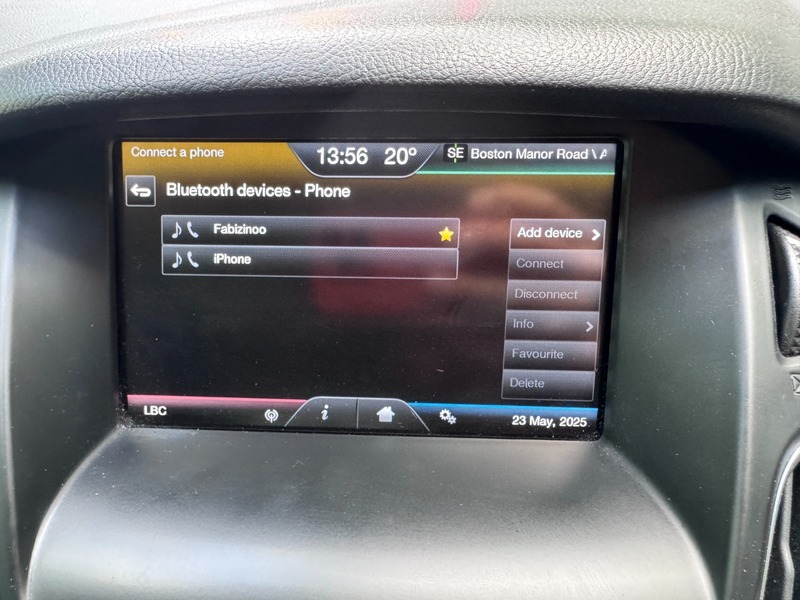 Connect a phone
13:56 20°
SE Boston Manor Road \ A
Bluetooth devices - Phone
Fabizinoo
iPhone
Add device
Connect
Disconnect
Info
Favourite
Delete
LBC
i
23 May, 2025